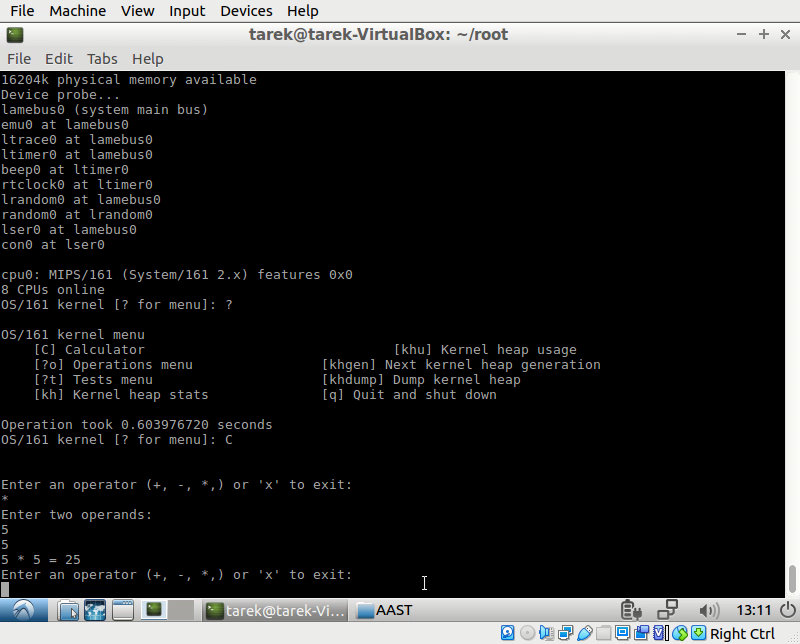 File Machine View Input Devices Help
tarek@tarek-VirtualBox: ~/root
File Edit Tabs Help
16204k physical memory available
Device probe...
lamebus0 (system main bus)
emu0 at lamebus0
ltrace0 at lamebus0
ltimer0 at lamebus0
beep0 at ltimer0
rtclock0 at ltimer0
lrandom0 at lamebus0
random0 at lrandom0
lser0 at lamebus0
con0 at lser0
cpu0: MIPS/161 (System/161 2.x) features 0x0
8 CPUs online
OS/161 kernel [? for menu]: ?
OS/161 kernel menu
[C] Calculator [khu] Kernel heap usage
[?o] Operations menu [khgen] Next kernel heap generation
[?t] Tests menu [khdump] Dump kernel heap
[kh] Kernel heap stats [q] Quit and shut down
Operation took 0.603976720 seconds
OS/161 kernel [? for menu]: C
Enter an operator (+, -, *,) or 'x' to exit:
*
Enter two operands:
5
5
5 * 5 = 25
Enter an operator (+, -, *,) or 'x' to exit:
tarek@tarek-Vi... AAST 13:11
Right Ctrl